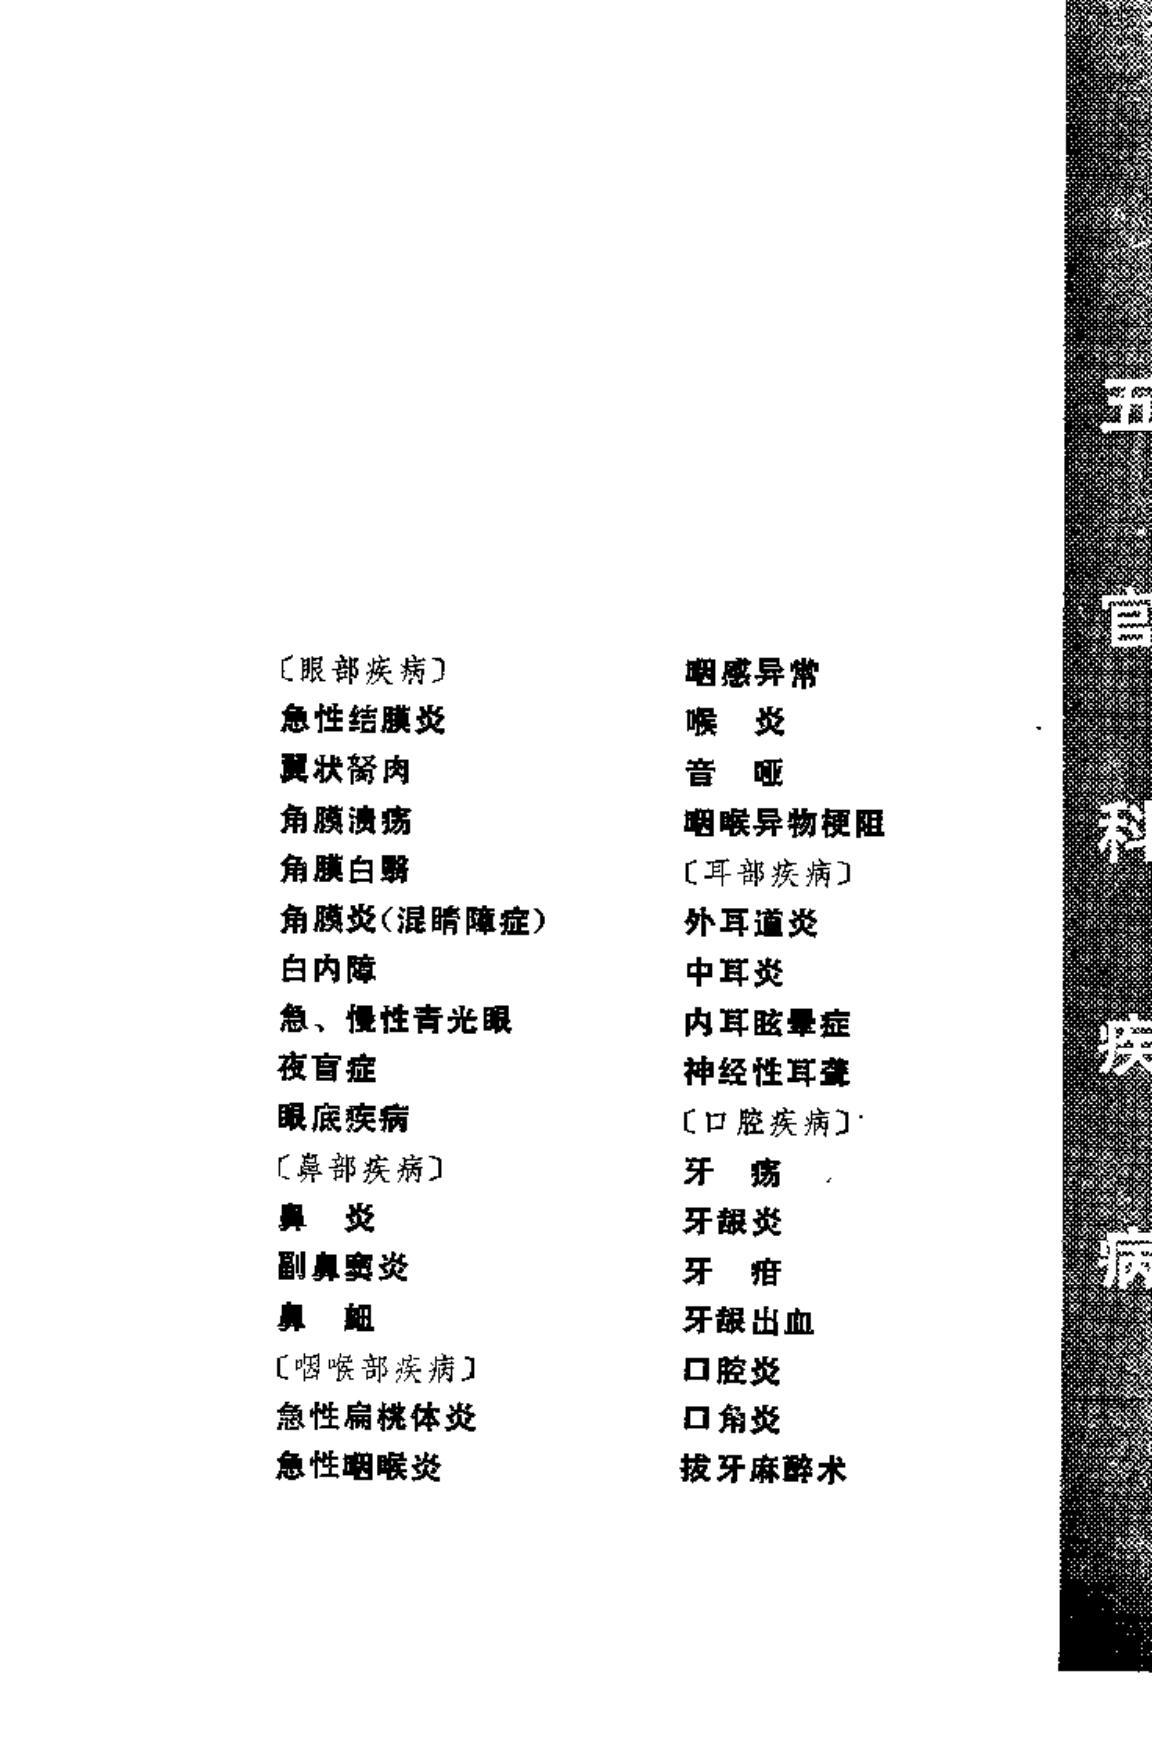 〔眼部疾病〕
急性结膜炎
翼状胬肉
角膜溃疡
角膜白翳
角膜炎(混睛障症)
白内障
急、慢性青光眼
夜盲症
眼底疾病
〔鼻部疾病〕
鼻　炎
副鼻窦炎
鼻　衄
〔咽喉部疾病〕
急性扁桃体炎
急性咽喉炎
咽感异常
喉　炎
音　哑
咽喉异物梗阻
〔耳部疾病〕
外耳道炎
中耳炎
内耳眩晕症
神经性耳聋
〔口腔疾病〕
牙　疡
牙龈炎
牙　疳
牙龈出血
口腔炎
口角炎
拔牙麻醉术
五官科疾病